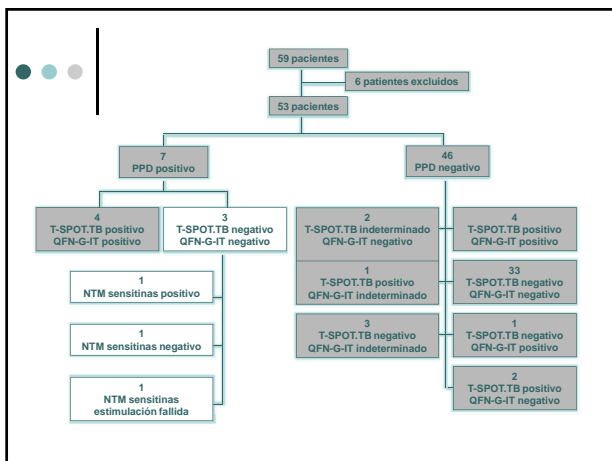 59 pacientes
6 patientes excluidos
53 pacientes
7
PPD positivo
46
PPD negativo
4
T-SPOT.TB positivo
QFN-G-IT positivo
3
T-SPOT.TB negativo
QFN-G-IT negativo
1
NTM sensitinas positivo
1
NTM sensitinas negativo
1
NTM sensitinas
estimulación fallida
2
T-SPOT.TB indeterminado
QFN-G-IT negativo
1
T-SPOT.TB positivo
QFN-G-IT indeterminado
3
T-SPOT.TB negativo
QFN-G-IT indeterminado
4
T-SPOT.TB positivo
QFN-G-IT positivo
33
T-SPOT.TB negativo
QFN-G-IT negativo
1
T-SPOT.TB negativo
QFN-G-IT positivo
2
T-SPOT.TB positivo
QFN-G-IT negativo